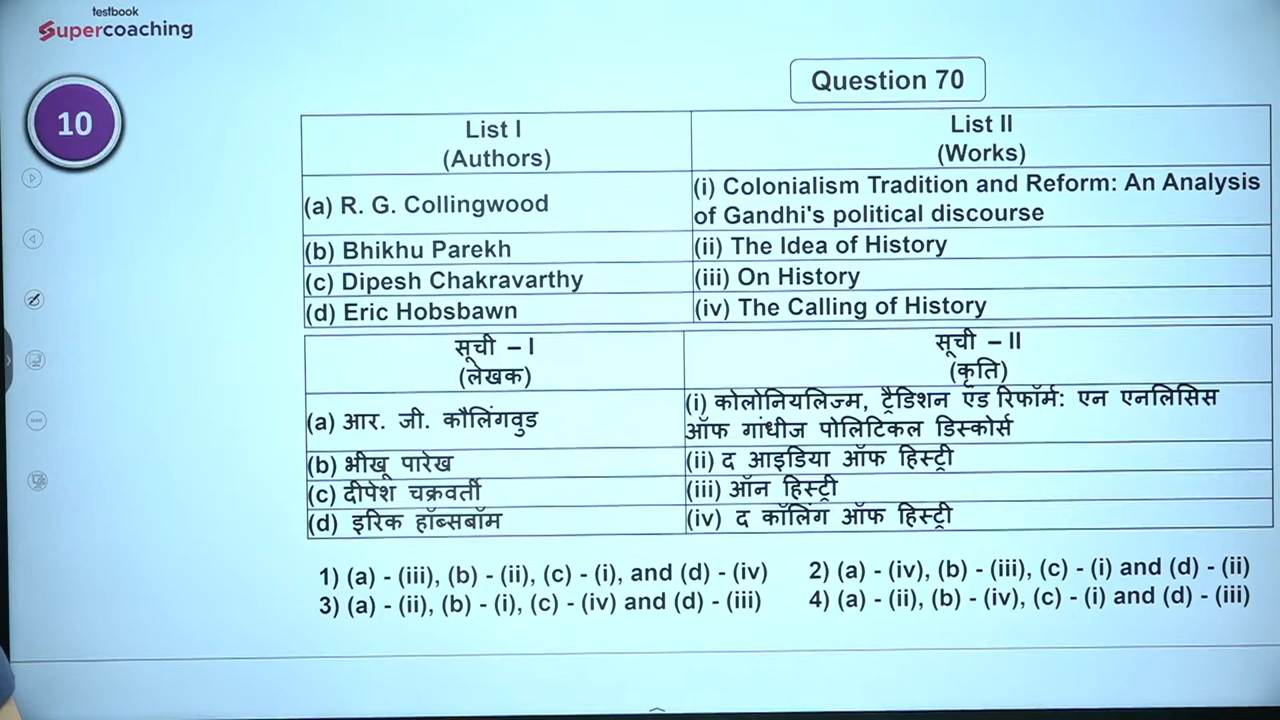 testbook
Supercoaching
10
Question 70
List I
(Authors)
List II
(Works)
(a) R. G. Collingwood
(i) Colonialism Tradition and Reform: An Analysis
of Gandhi's political discourse
(b) Bhikhu Parekh
(ii) The Idea of History
(c) Dipesh Chakravarthy
(iii) On History
(d) Eric Hobsbawn
(iv) The Calling of History
सूची – I
(लेखक)
सूची – II
(कृति)
(a) आर. जी. कौलिंगवुड
(i) कोलोनियलिज्म, ट्रैडिशन एंड रिफॉर्म: एन एनलिसिस
ऑफ गांधीज पोलिटिकल डिस्कोर्स
(b) भीखू पारेख
(ii) द आइडिया ऑफ हिस्ट्री
(c) दीपेश चक्रवर्ती
(iii) ऑन हिस्ट्री
(d) इरिक हॉब्सबॉम
(iv) द कॉलिंग ऑफ हिस्ट्री
1) (a) - (iii), (b) - (ii), (c) - (i), and (d) - (iv)
2) (a) - (iv), (b) - (iii), (c) - (i) and (d) - (ii)
3) (a) - (ii), (b) - (i), (c) - (iv) and (d) - (iii)
4) (a) - (ii), (b) - (iv), (c) - (i) and (d) - (iii)